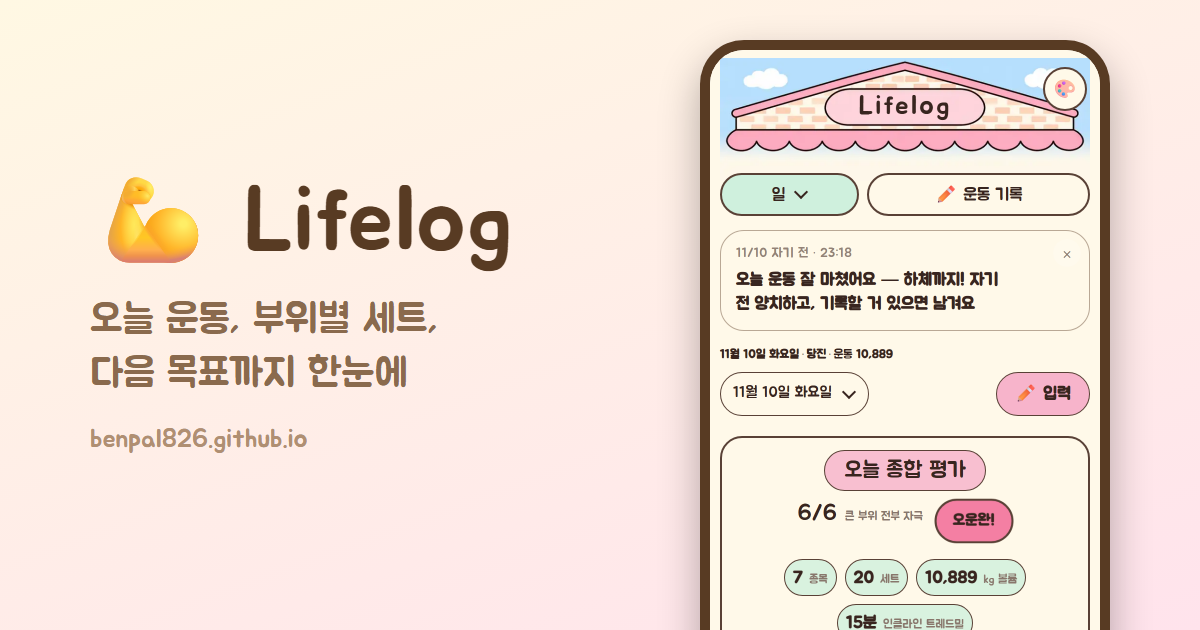 💪 Lifelog
오늘 운동, 부위별 세트,
다음 목표까지 한눈에
benpal826.github.io
Lifelog
일
✏️ 운동 기록
11/10 자기 전 · 23:18
×
오늘 운동 잘 마쳤어요 — 하체까지! 자기
전 양치하고, 기록할 거 있으면 남겨요
11월 10일 화요일 · 당진 · 운동 10,889
11월 10일 화요일
✏️ 입력
오늘 종합 평가
6/6 큰 부위 전부 자극
오운완!
7 종목
20 세트
10,889 kg 볼륨
15분 인클라인 트레드밀